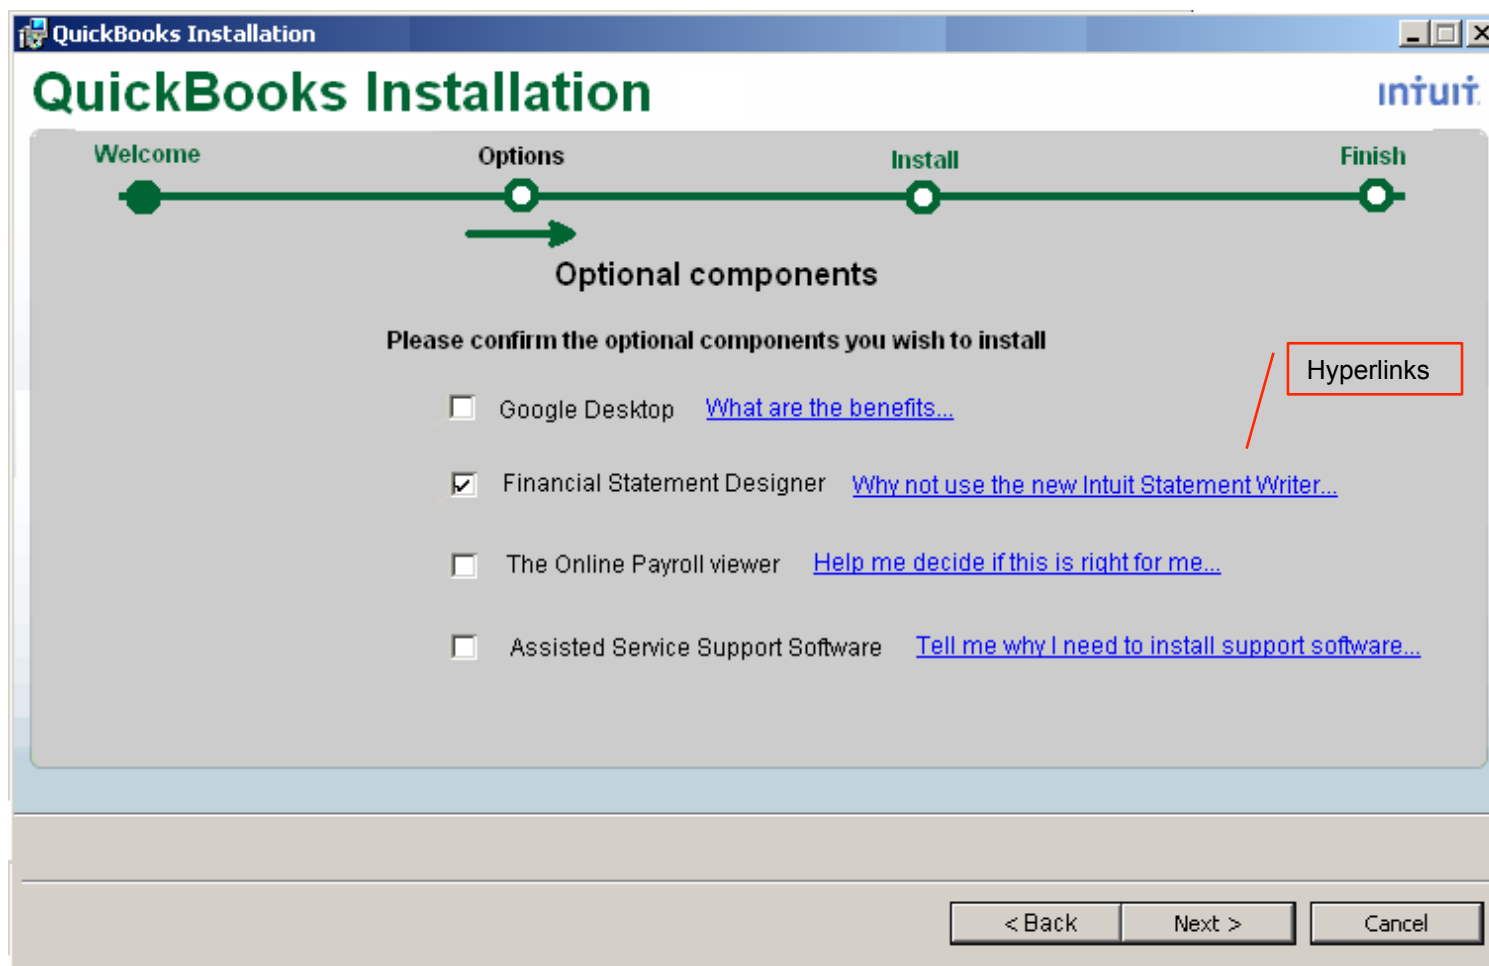 QuickBooks Installation
QuickBooks Installation
intuit.
Welcome Options Install Finish
Optional components
Please confirm the optional components you wish to install
Hyperlinks
Google Desktop What are the benefits...
Financial Statement Designer Why not use the new Intuit Statement Writer...
The Online Payroll viewer Help me decide if this is right for me...
Assisted Service Support Software Tell me why I need to install support software...
< Back Next > Cancel